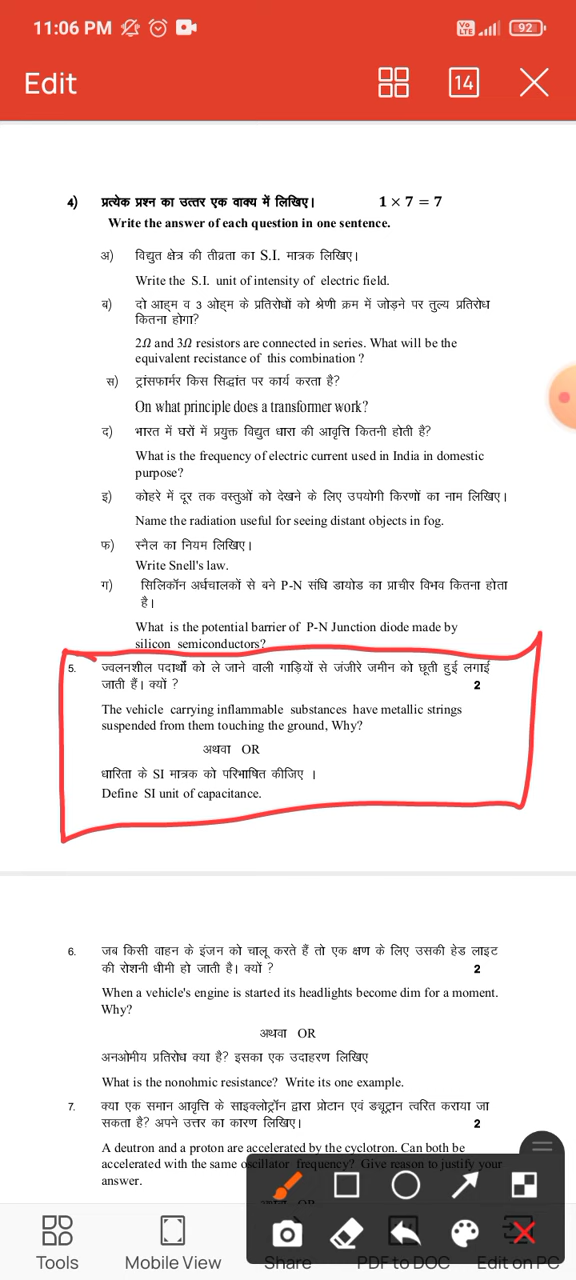 11:06 PM Vo LTE 92
Edit 14
4) प्रत्येक प्रश्न का उत्तर एक वाक्य में लिखिए। 1 × 7 = 7
Write the answer of each question in one sentence.
अ) विद्युत क्षेत्र की तीव्रता का S.I. मात्रक लिखिए।
Write the S.I. unit of intensity of electric field.
ब) दो आह्म व 3 ओह्म के प्रतिरोधों को श्रेणी क्रम में जोड़ने पर तुल्य प्रतिरोध
कितना होगा?
2Ω and 3Ω resistors are connected in series. What will be the
equivalent recistance of this combination ?
स) ट्रांसफार्मर किस सिद्वांत पर कार्य करता है?
On what principle does a transformer work?
द) भारत में घरों में प्रयुक्त विद्युत धारा की आवृत्ति कितनी होती है?
What is the frequency of electric current used in India in domestic
purpose?
इ) कोहरे में दूर तक वस्तुओं को देखने के लिए उपयोगी किरणों का नाम लिखिए।
Name the radiation useful for seeing distant objects in fog.
फ) स्नैल का नियम लिखिए।
Write Snell's law.
ग) सिलिकॉन अर्धचालकों से बने P-N संधि डायोड का प्राचीर विभव कितना होता
है।
What is the potential barrier of P-N Junction diode made by
silicon semiconductors?
5. ज्वलनशील पदार्थो को ले जाने वाली गाड़ियों से जंजीरे जमीन को छूती हुई लगाई
जाती हैं। क्यों ? 2
The vehicle carrying inflammable substances have metallic strings
suspended from them touching the ground, Why?
अथवा OR
धारिता के SI मात्रक को परिभाषित कीजिए ।
Define SI unit of capacitance.
6. जब किसी वाहन के इंजन को चालू करते हैं तो एक क्षण के लिए उसकी हेड लाइट
की रोशनी धीमी हो जाती है। क्यों ? 2
When a vehicle's engine is started its headlights become dim for a moment.
Why?
अथवा OR
अनओमीय प्रतिरोध क्या है? इसका एक उदाहरण लिखिए
What is the nonohmic resistance? Write its one example.
7. क्या एक समान आवृत्ति के साइक्लोट्रॉन द्वारा प्रोटान एवं ड्यूट्रान त्वरित कराया जा
सकता है? अपने उत्तर का कारण लिखिए। 2
A deutron and a proton are accelerated by the cyclotron. Can both be
accelerated with the same oscillator frequency? Give reason to justify your
answer.
OR
Tools Mobile View Share PDF to DOC Edit on PC